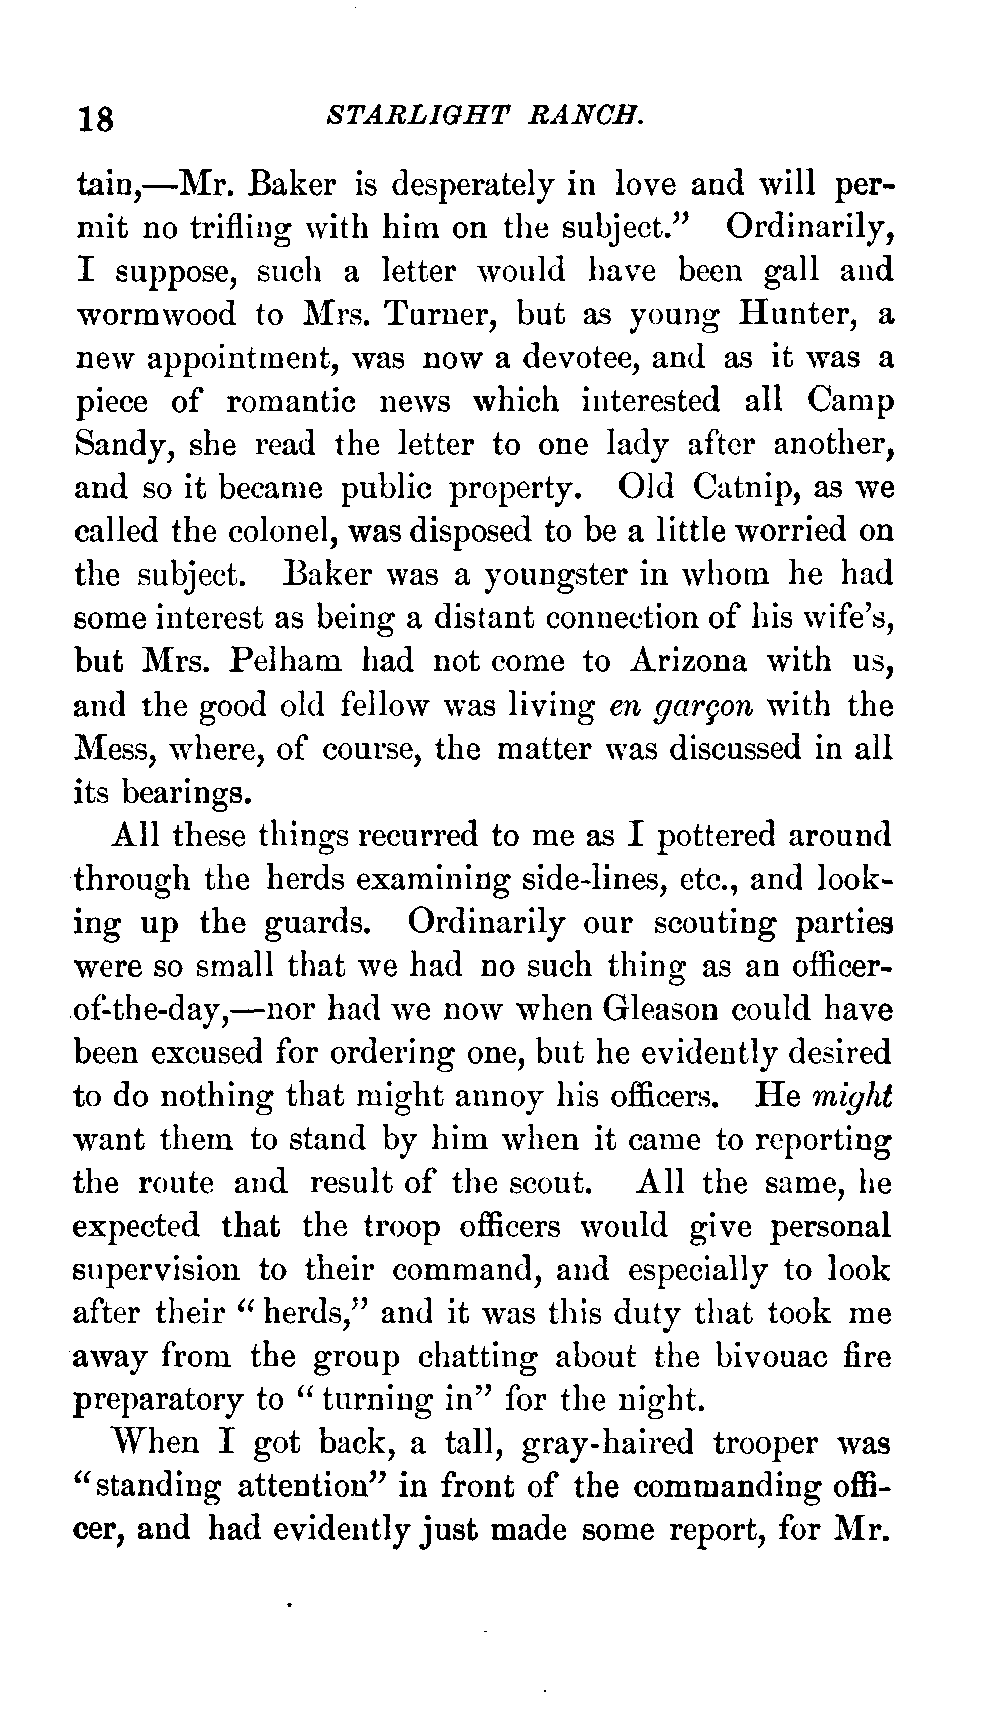 18 STARLIGHT RANCH.
tain,—Mr. Baker is desperately in love and will per-
mit no trifling with him on the subject.” Ordinarily,
I suppose, such a letter would have been gall and
wormwood to Mrs. Turner, but as young Hunter, a
new appointment, was now a devotee, and as it was a
piece of romantic news which interested all Camp
Sandy, she read the letter to one lady after another,
and so it became public property. Old Catnip, as we
called the colonel, was disposed to be a little worried on
the subject. Baker was a youngster in whom he had
some interest as being a distant connection of his wife’s,
but Mrs. Pelham had not come to Arizona with us,
and the good old fellow was living en garçon with the
Mess, where, of course, the matter was discussed in all
its bearings.
All these things recurred to me as I pottered around
through the herds examining side-lines, etc., and look-
ing up the guards. Ordinarily our scouting parties
were so small that we had no such thing as an officer-
of-the-day,—nor had we now when Gleason could have
been excused for ordering one, but he evidently desired
to do nothing that might annoy his officers. He might
want them to stand by him when it came to reporting
the route and result of the scout. All the same, he
expected that the troop officers would give personal
supervision to their command, and especially to look
after their “herds,” and it was this duty that took me
away from the group chatting about the bivouac fire
preparatory to “turning in” for the night.
When I got back, a tall, gray-haired trooper was
“standing attention” in front of the commanding offi-
cer, and had evidently just made some report, for Mr.